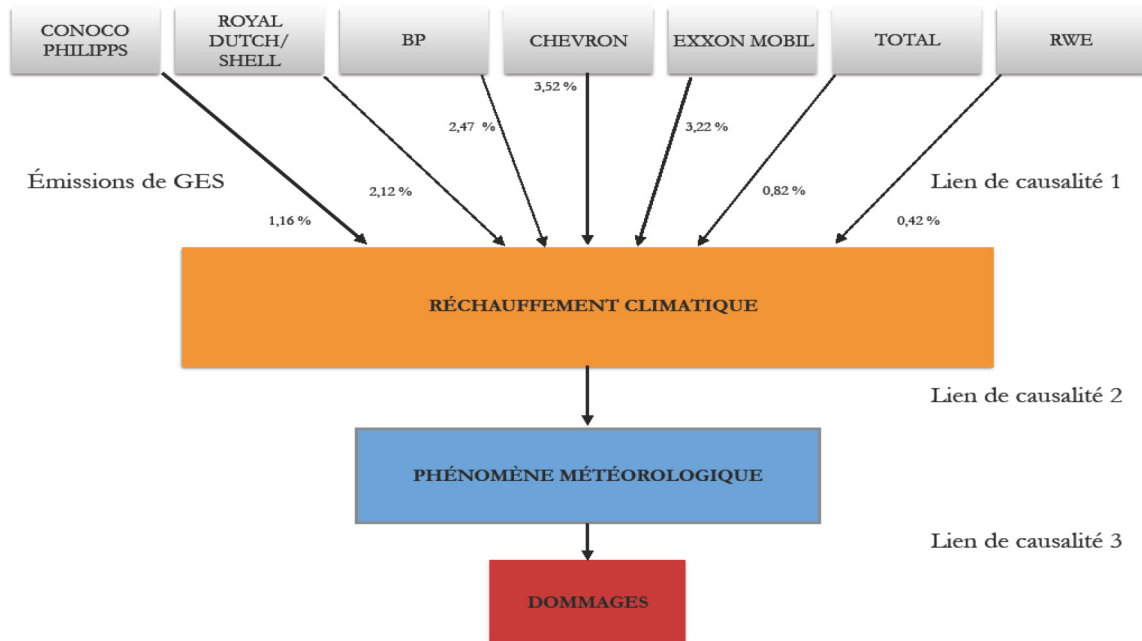 CONOCO
PHILIPPS
ROYAL
DUTCH/
SHELL
BP
CHEVRON
EXXON MOBIL
TOTAL
RWE
3,52 %
2,47 %
3,22 %
Émissions de GES
2,12 %
0,82 %
Lien de causalité 1
1,16 %
0,42 %
RÉCHAUFFEMENT CLIMATIQUE
Lien de causalité 2
PHÉNOMÈNE MÉTÉOROLOGIQUE
Lien de causalité 3
DOMMAGES